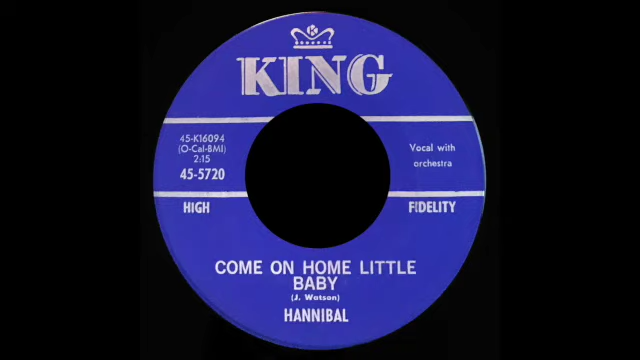 K
KING
45-K16094
(O-Cal-BMI)
2:15
45-5720
Vocal with
orchestra
HIGH
FIDELITY
COME ON HOME LITTLE
BABY
(J. Watson)
HANNIBAL